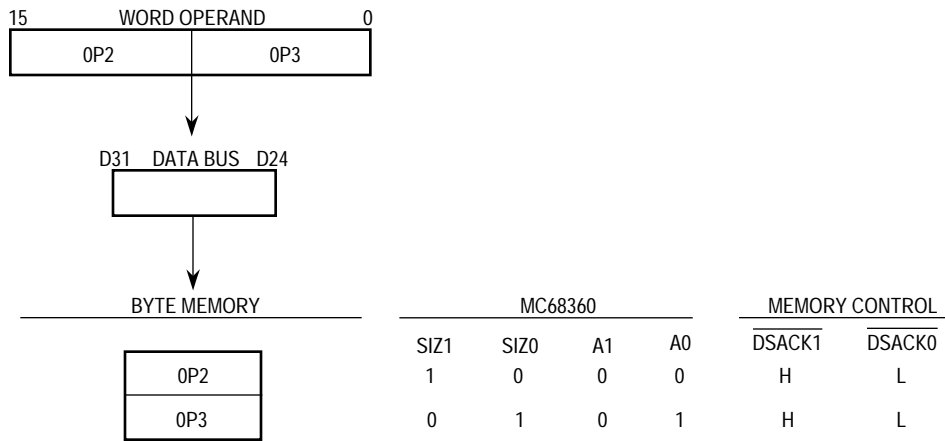 15 WORD OPERAND 0
0P2 0P3
D31 DATA BUS D24
BYTE MEMORY MC68360 MEMORY CONTROL
SIZ1 SIZ0 A1 A0 DSACK1 DSACK0
0P2 1 0 0 0 H L
0P3 0 1 0 1 H L